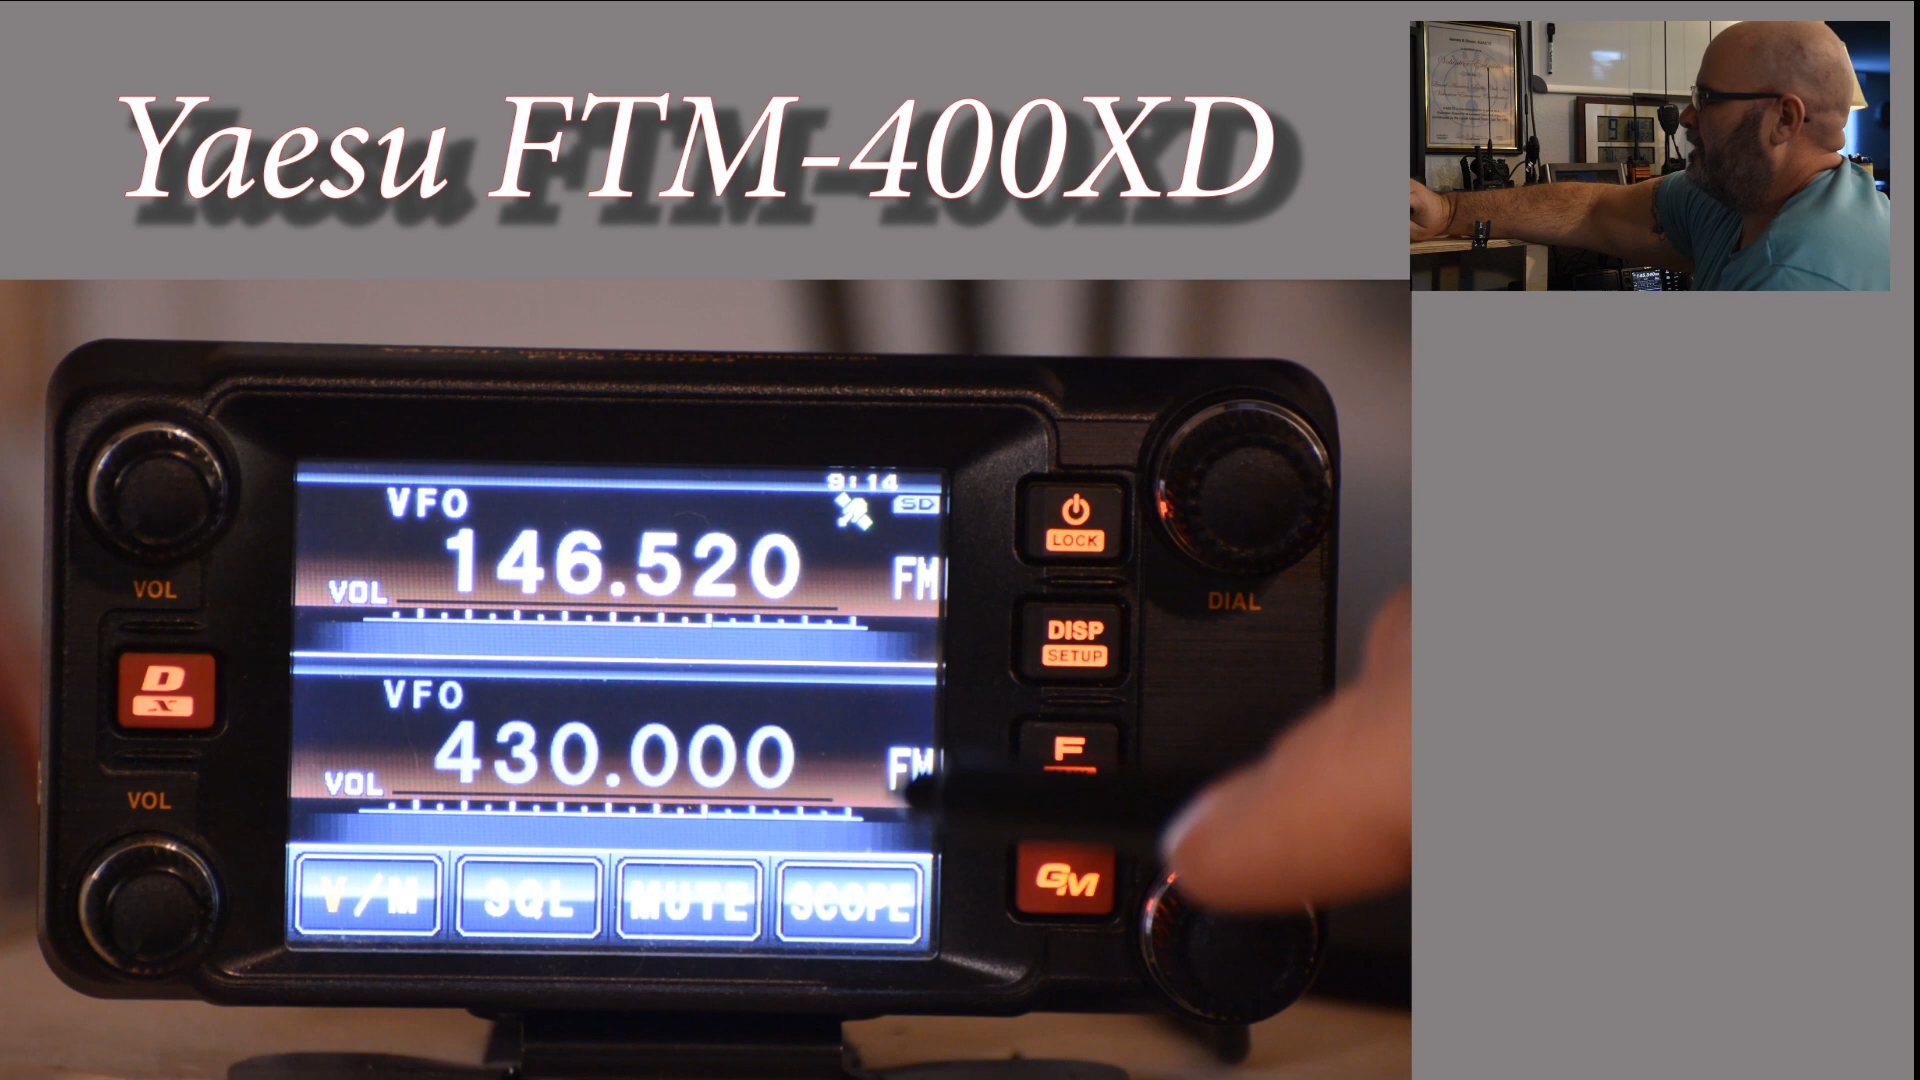 Yaesu FTM-400XD
9:14
VFO
SD
146.520
FM
VOL
VFO
430.000
FM
VOL
V/M
SQL
MUTE
SCOPE
VOL
D
X
VOL
LOCK
DISP
SETUP
F
GM
DIAL